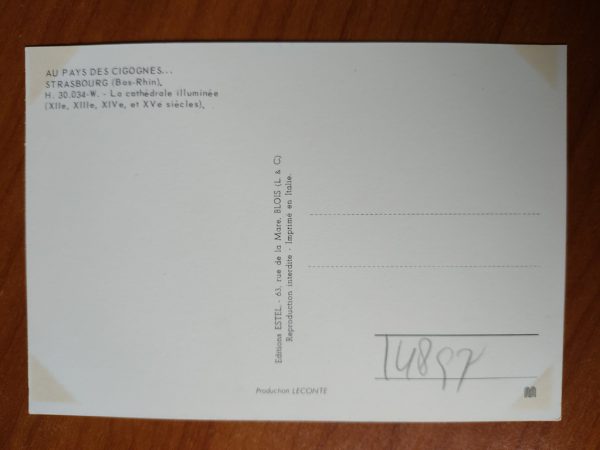 AU PAYS DES CIGOGNES...
STRASBOURG (Bas-Rhin).
H. 30.034-W. - La cathédrale illuminée
(XIIe, XIIIe, XIVe, et XVe siècles).
Editions ESTEL. - 63, rue de la Mare, BLOIS (L. & C)
Reproduction interdite - Imprimé en Italie.
14897
Production LECONTE